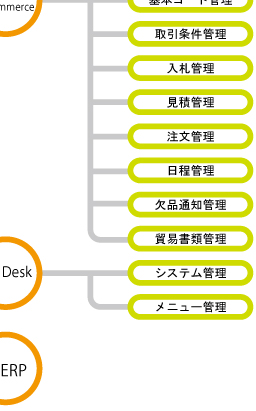 mmerce
基本コード管理
取引条件管理
入札管理
見積管理
注文管理
日程管理
欠品通知管理
貿易書類管理
Desk
システム管理
メニュー管理
ERP